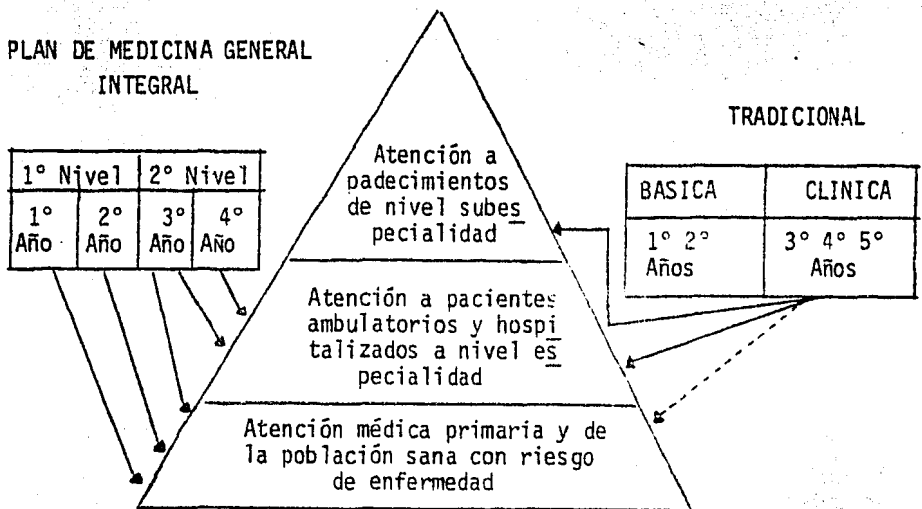 PLAN DE MEDICINA GENERAL
INTEGRAL
1° Nivel 2° Nivel
1° 2° 3° 4°
Año Año Año Año
Atención a
padecimientos
de nivel subes
pecialidad
Atención a pacientes
ambulatorios y hospi
talizados a nivel es
pecialidad
Atención médica primaria y de
la población sana con riesgo
de enfermedad
TRADICIONAL
BASICA CLINICA
1° 2° 3° 4° 5°
Años Años